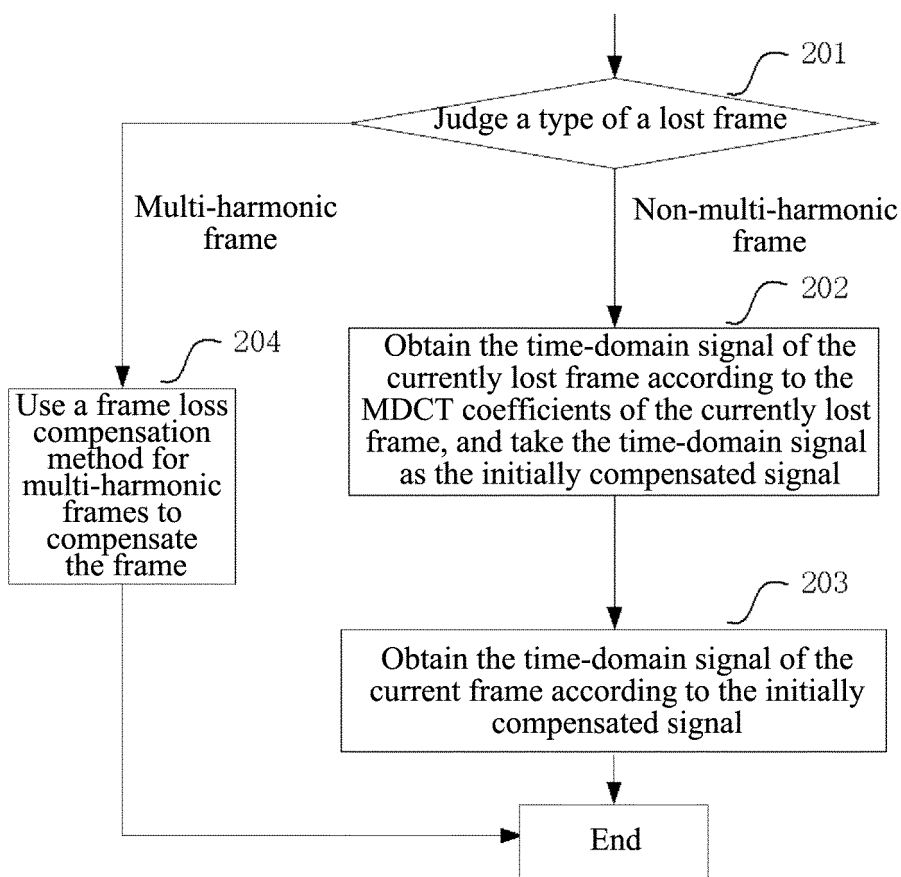 201
Judge a type of a lost frame
Multi-harmonic
frame
Non-multi-harmonic
frame
202
Obtain the time-domain signal of the
currently lost frame according to the
MDCT coefficients of the currently lost
frame, and take the time-domain signal
as the initially compensated signal
204
Use a frame loss
compensation
method for
multi-harmonic
frames to
compensate
the frame
203
Obtain the time-domain signal of the
current frame according to the initially
compensated signal
End